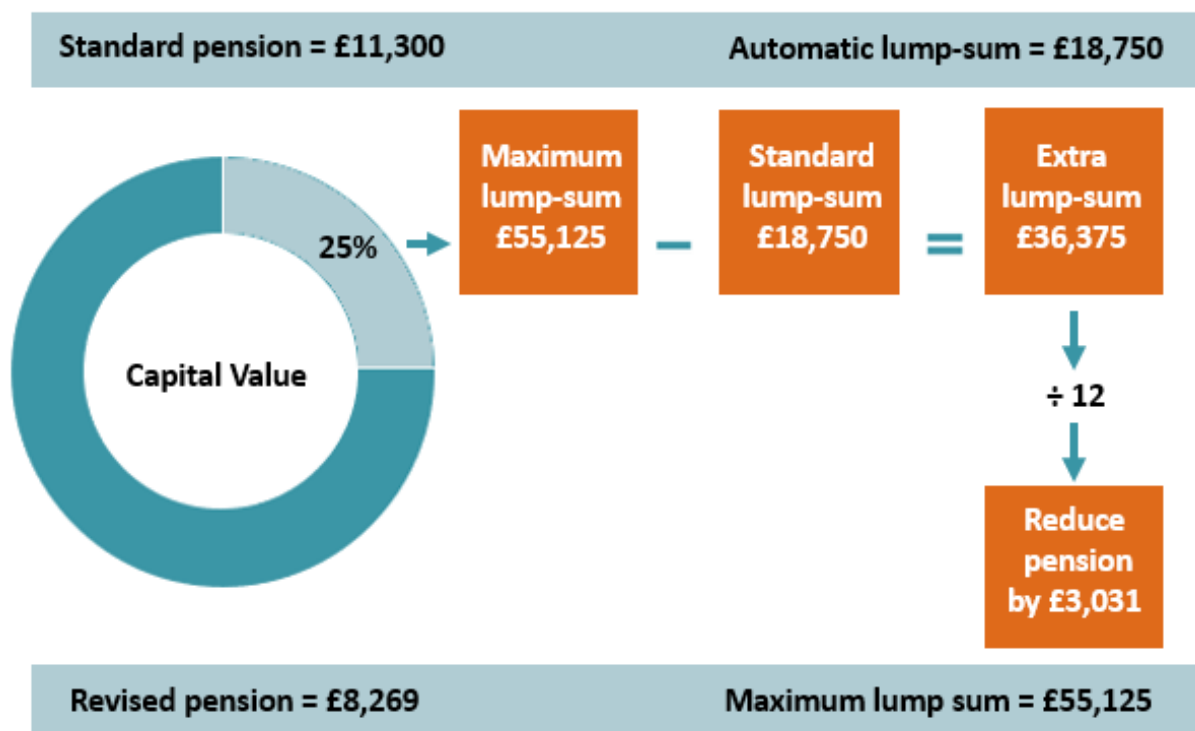 Standard pension = £11,300
Automatic lump-sum = £18,750
Maximum
lump-sum
£55,125
–
Standard
lump-sum
£18,750
=
Extra
lump-sum
£36,375
25%
Capital Value
÷ 12
Reduce
pension
by £3,031
Revised pension = £8,269
Maximum lump sum = £55,125